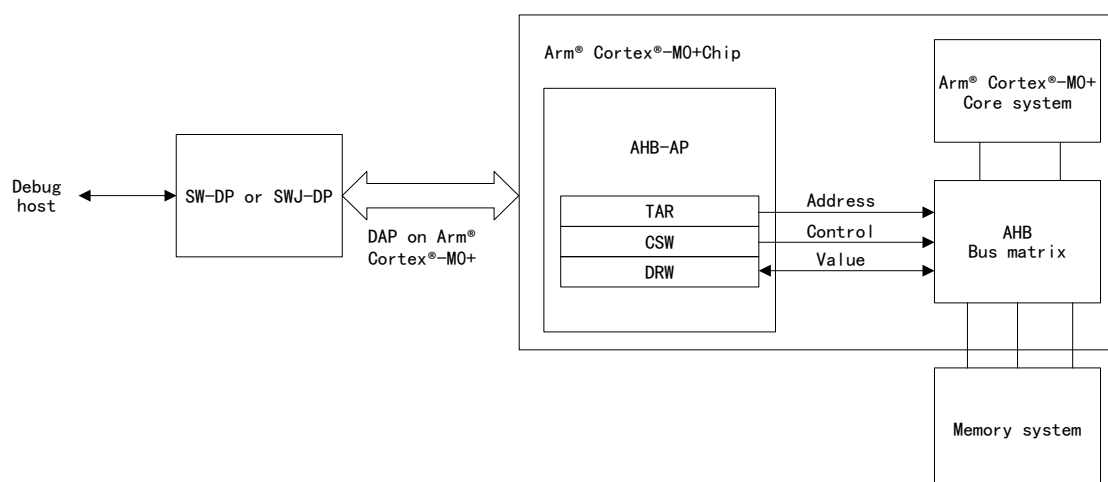 Arm® Cortex®-M0+Chip
Arm® Cortex®-M0+
Core system
AHB-AP
Debug
host
SW-DP or SWJ-DP
DAP on Arm®
Cortex®-M0+
TAR
CSW
DRW
Address
Control
Value
AHB
Bus matrix
Memory system